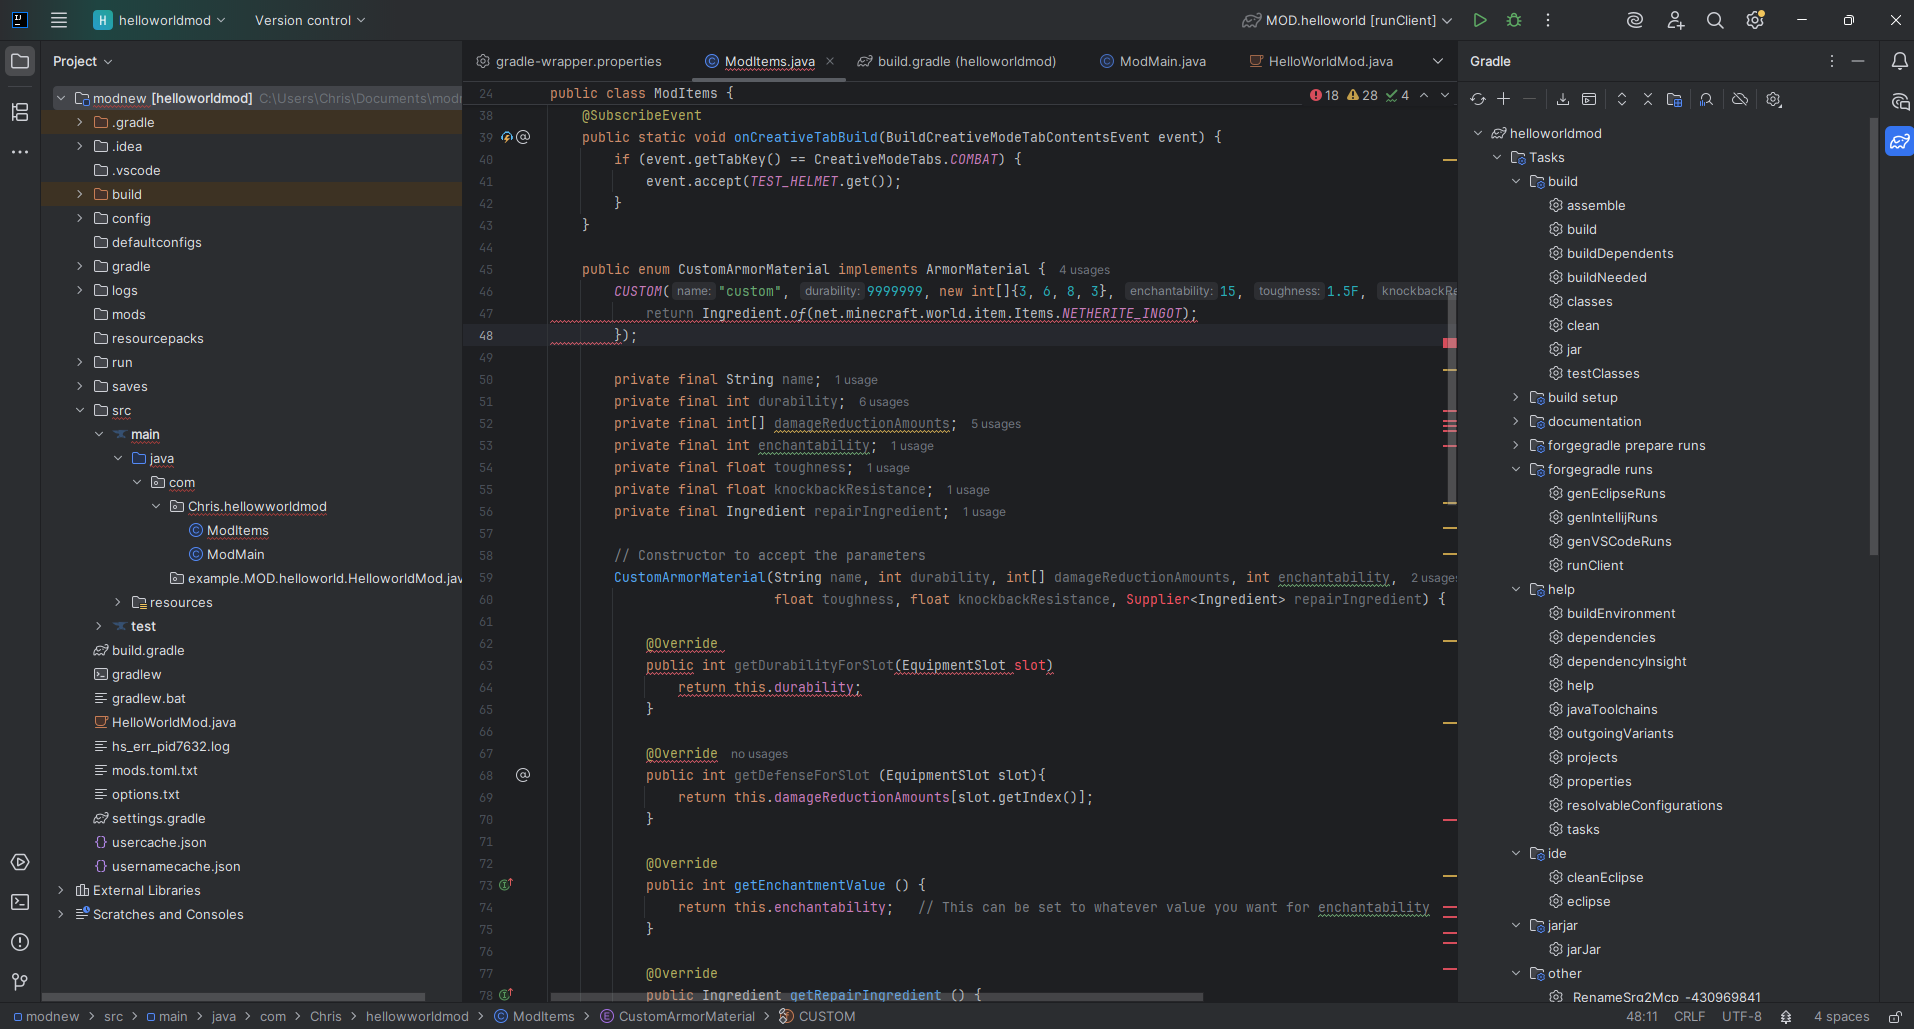 H helloworldmod Version control MOD.helloworld [runClient]
Project
modnew [helloworldmod] C:\Users\Chris\Documents\modn
.gradle
.idea
.vscode
build
config
defaultconfigs
gradle
logs
mods
resourcepacks
run
saves
src
main
java
com
Chris.hellowworldmod
ModItems
ModMain
example.MOD.helloworld.HelloworldMod.jav
resources
test
build.gradle
gradlew
gradlew.bat
HelloWorldMod.java
hs_err_pid7632.log
mods.toml.txt
options.txt
settings.gradle
usercache.json
usernamecache.json
External Libraries
Scratches and Consoles
gradle-wrapper.properties ModItems.java build.gradle (helloworldmod) ModMain.java HelloWorldMod.java
18 28 4
24 public class ModItems {
38 @SubscribeEvent
39 public static void onCreativeTabBuild(BuildCreativeModeTabContentsEvent event) {
40 if (event.getTabKey() == CreativeModeTabs.COMBAT) {
41 event.accept(TEST_HELMET.get());
42 }
43 }
44
45 public enum CustomArmorMaterial implements ArmorMaterial { 4 usages
46 CUSTOM( name: "custom", durability: 9999999, new int[]{3, 6, 8, 3}, enchantability: 15, toughness: 1.5F, knockbackRe
47 return Ingredient.of(net.minecraft.world.item.Items.NETHERITE_INGOT);
48 });
49
50 private final String name; 1 usage
51 private final int durability; 6 usages
52 private final int[] damageReductionAmounts; 5 usages
53 private final int enchantability; 1 usage
54 private final float toughness; 1 usage
55 private final float knockbackResistance; 1 usage
56 private final Ingredient repairIngredient; 1 usage
57
58 // Constructor to accept the parameters
59 CustomArmorMaterial(String name, int durability, int[] damageReductionAmounts, int enchantability, 2 usages
60 float toughness, float knockbackResistance, Supplier<Ingredient> repairIngredient) {
61
62 @Override
63 public int getDurabilityForSlot(EquipmentSlot slot)
64 return this.durability;
65 }
66
67 @Override no usages
68 public int getDefenseForSlot (EquipmentSlot slot){
69 return this.damageReductionAmounts[slot.getIndex()];
70 }
71
72 @Override
73 public int getEnchantmentValue () {
74 return this.enchantability; // This can be set to whatever value you want for enchantability
75 }
76
77 @Override
78 public Ingredient getRepairIngredient () {
Gradle
helloworldmod
Tasks
build
assemble
build
buildDependents
buildNeeded
classes
clean
jar
testClasses
build setup
documentation
forgegradle prepare runs
forgegradle runs
genEclipseRuns
genIntellijRuns
genVSCodeRuns
runClient
help
buildEnvironment
dependencies
dependencyInsight
help
javaToolchains
outgoingVariants
projects
properties
resolvableConfigurations
tasks
ide
cleanEclipse
eclipse
jarjar
jarJar
other
_RenameSrg2Mcp_-430969841
modnew src main java com Chris hellowworldmod ModItems CustomArmorMaterial CUSTOM 48:11 CRLF UTF-8 4 spaces